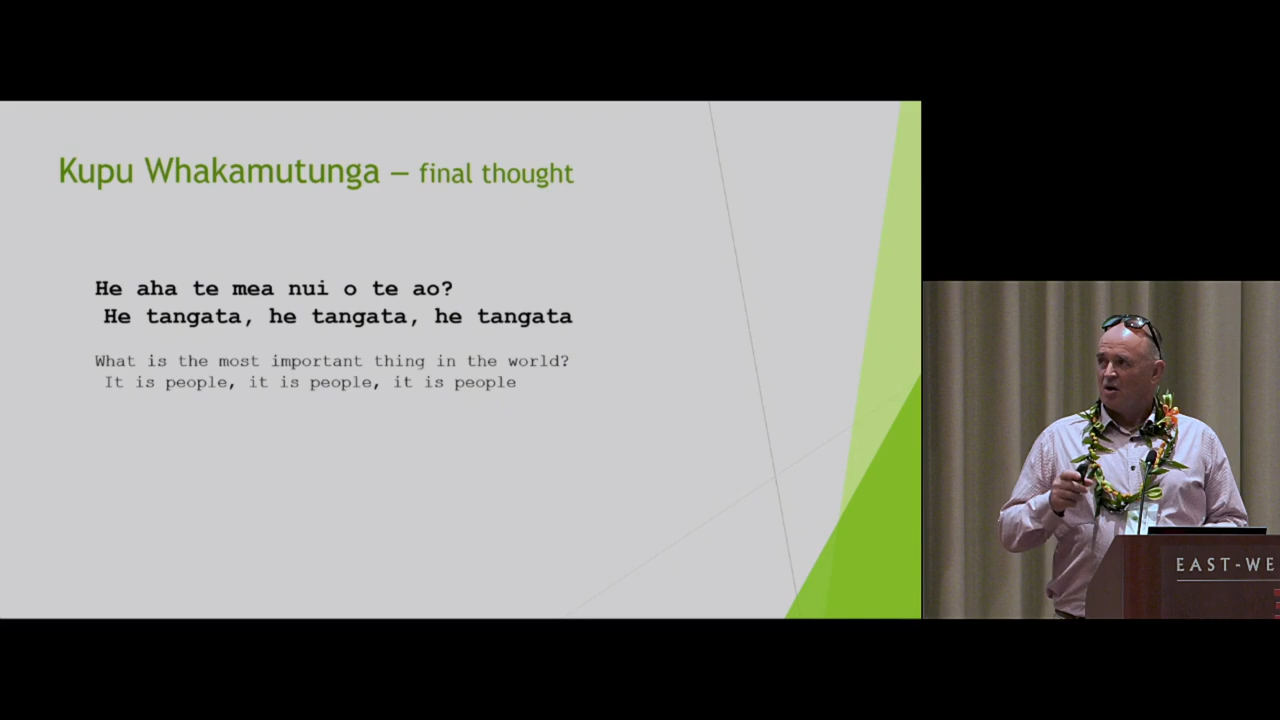 Kupu Whakamutunga – final thought
He aha te mea nui o te ao?
He tangata, he tangata, he tangata
What is the most important thing in the world?
It is people, it is people, it is people
EAST-WE